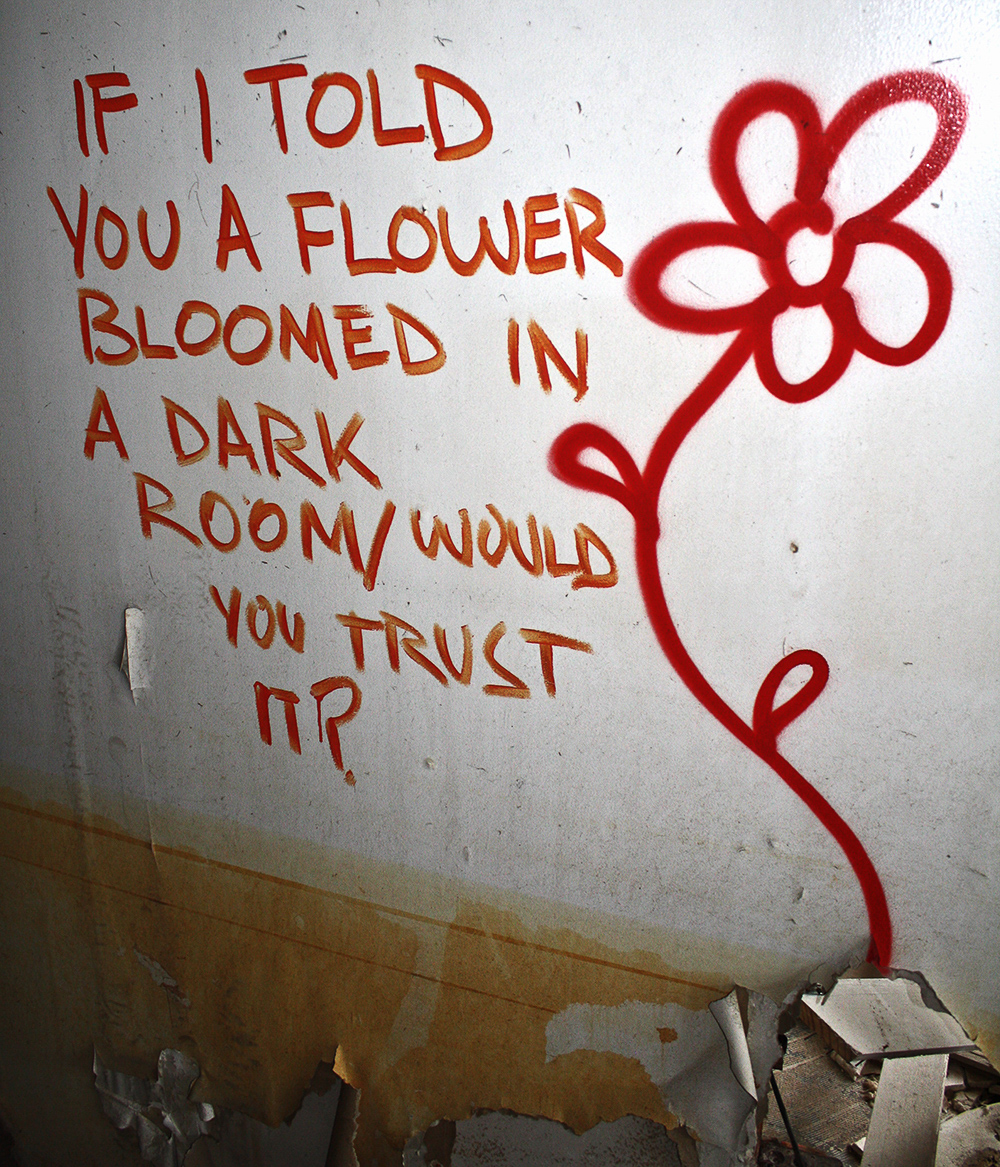 IF I TOLD
YOU A FLOWER
BLOOMED IN
A DARK
ROOM/WOULD
YOU TRUST
IT?